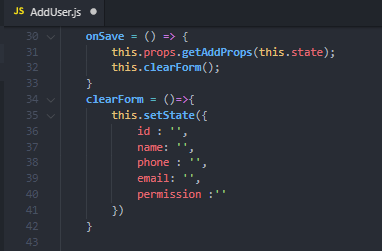 JS AddUser.js
30 onSave = () => {
31 this.props.getAddProps(this.state);
32 this.clearForm();
33 }
34 clearForm = ()=>{
35 this.setState({
36 id : '',
37 name: '',
38 phone : '',
39 email: '',
40 permission :''
41 })
42 }
43